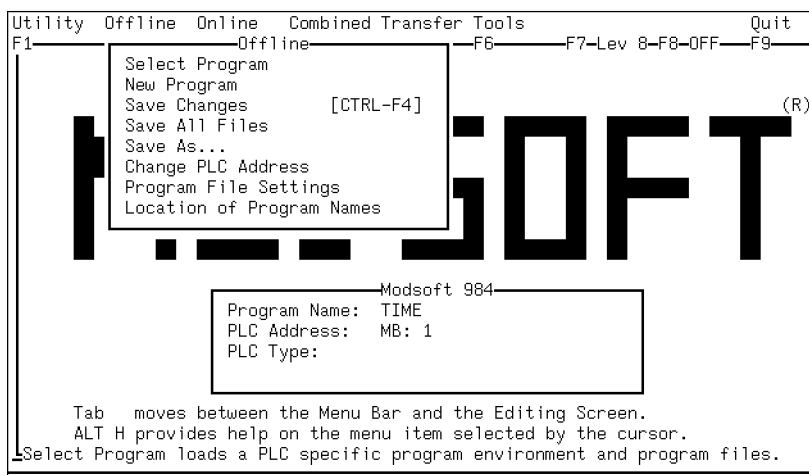 Utility Offline Online Combined Transfer Tools Quit
F1 Offline F6 F7-Lev 8-F8-OFF F9
Select Program
New Program
Save Changes [CTRL-F4]
Save All Files
Save As...
Change PLC Address
Program File Settings
Location of Program Names
(R)
SOFT
Modsoft 984
Program Name: TIME
PLC Address: MB: 1
PLC Type:
Tab moves between the Menu Bar and the Editing Screen.
ALT H provides help on the menu item selected by the cursor.
Select Program loads a PLC specific program environment and program files.